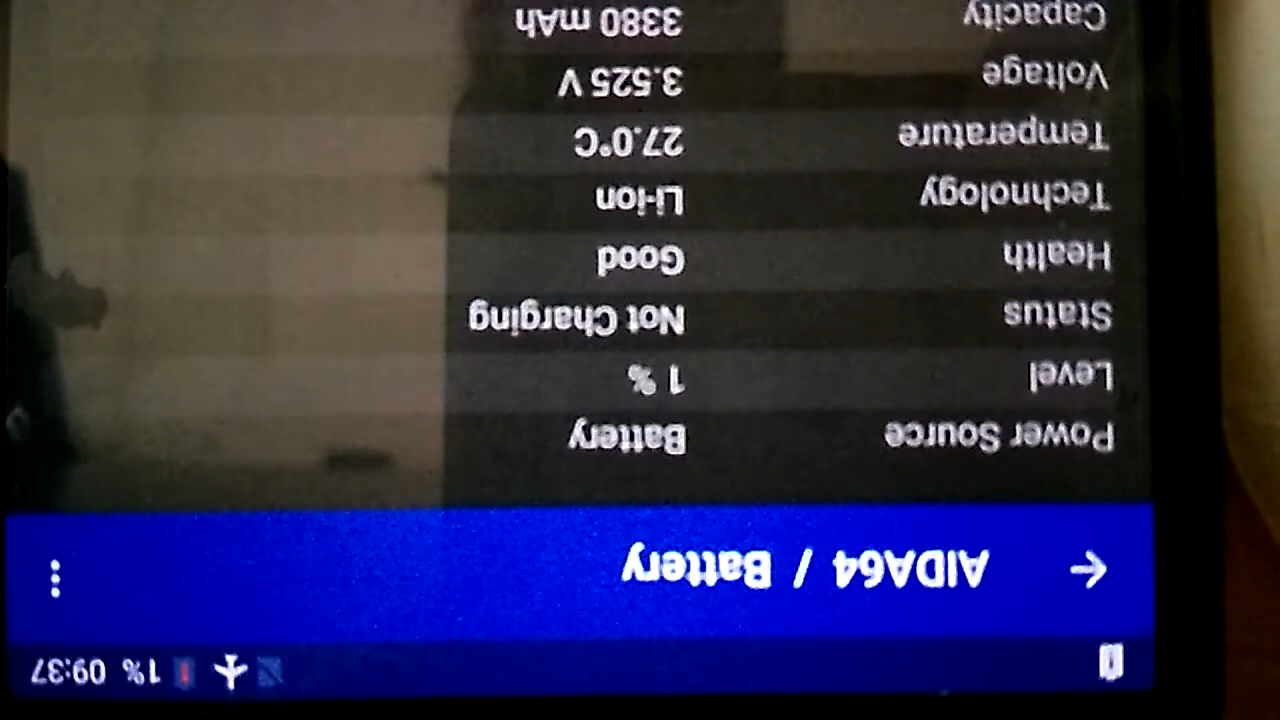 1% 09:37
AIDA64 / Battery
Power Source Battery
Level 1 %
Status Not Charging
Health Good
Technology Li-ion
Temperature 27.0°C
Voltage 3.525 V
Capacity 3380 mAh